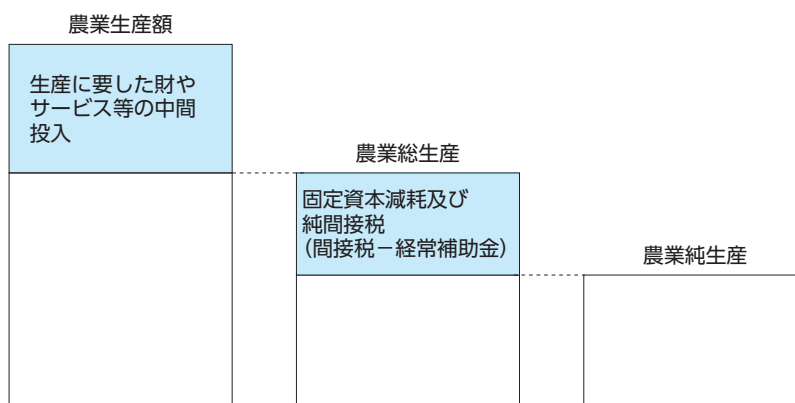 農業生産額
生産に要した財や
サービス等の中間
投入
農業総生産
固定資本減耗及び
純間接税
(間接税－経常補助金)
農業純生産